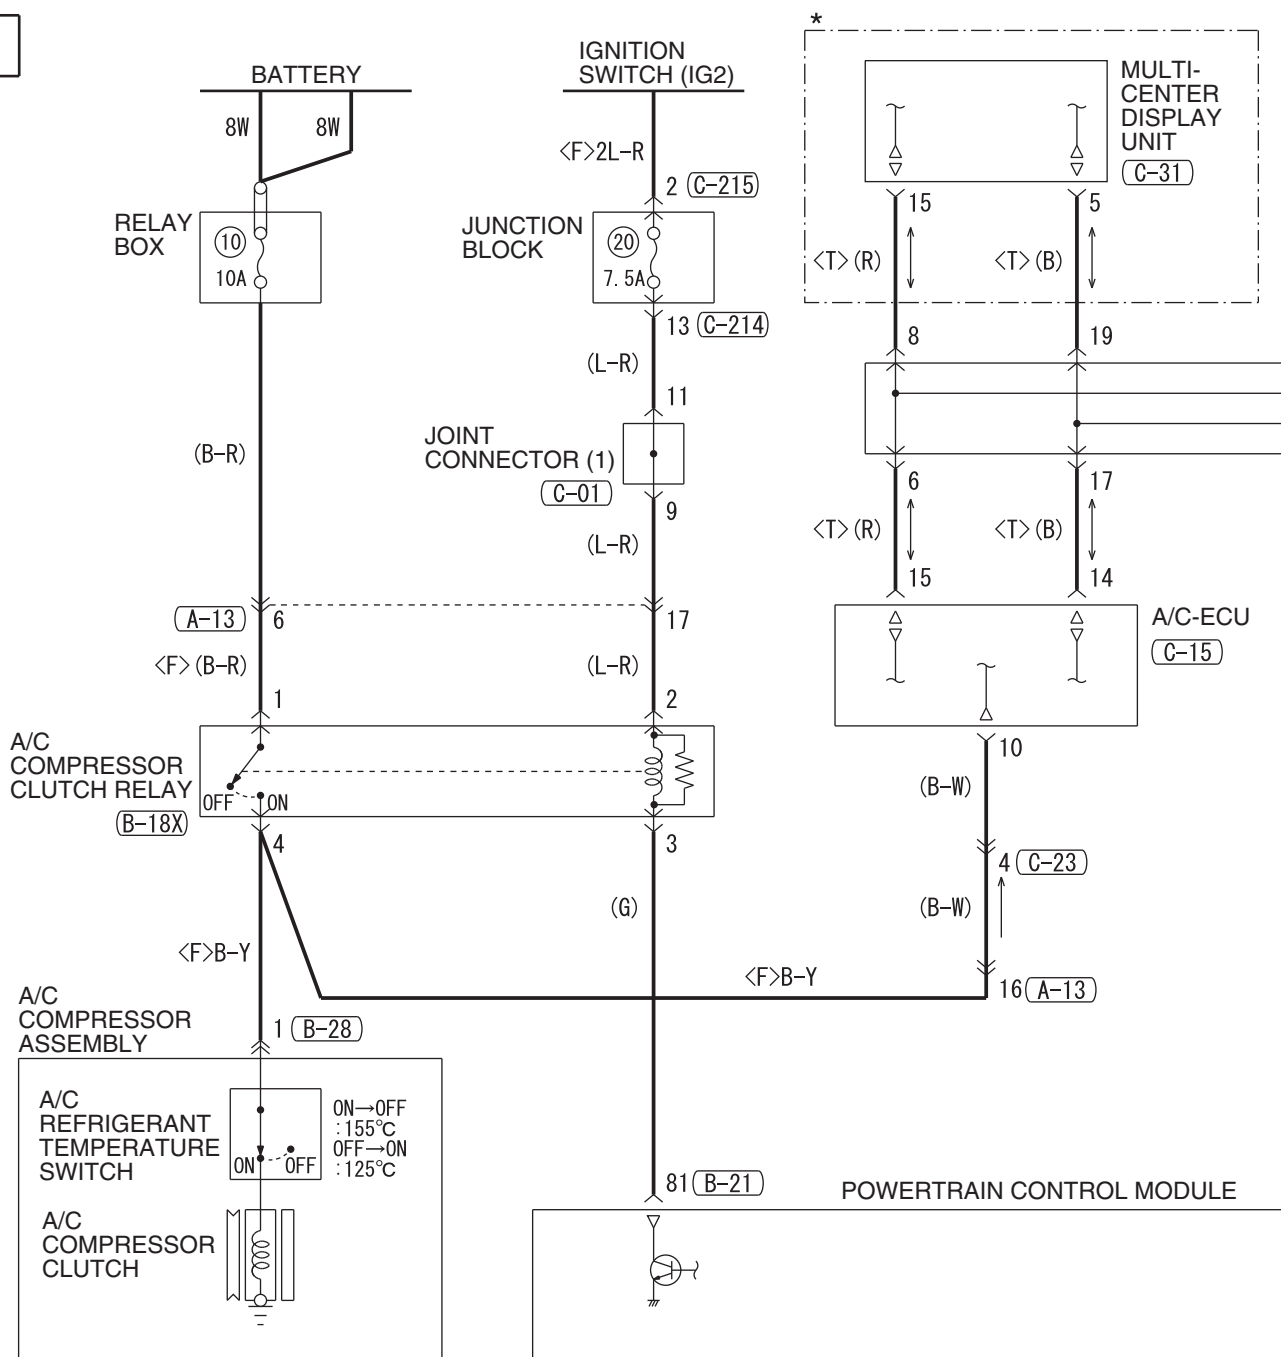 *
BATTERY
IGNITION
SWITCH (IG2)
MULTI-
CENTER
DISPLAY
UNIT
C-31
8W
8W
<F>2L-R
2
C-215
15
5
RELAY
BOX
10
10A
JUNCTION
BLOCK
20
7.5A
<T>(R)
<T>(B)
13
C-214
8
19
(L-R)
11
JOINT
CONNECTOR (1)
C-01
(B-R)
9
6
17
(L-R)
<T>(R)
<T>(B)
15
14
A-13
6
17
A/C-ECU
C-15
<F>(B-R)
(L-R)
1
2
A/C
COMPRESSOR
CLUTCH RELAY
B-18X
OFF
ON
10
(B-W)
4
3
4
C-23
(G)
(B-W)
<F>B-Y
<F>B-Y
16
A-13
A/C
COMPRESSOR
ASSEMBLY
1
B-28
A/C
REFRIGERANT
TEMPERATURE
SWITCH
ON
OFF
ON→OFF
:155℃
OFF→ON
:125℃
81
B-21
POWERTRAIN CONTROL MODULE
A/C
COMPRESSOR
CLUTCH